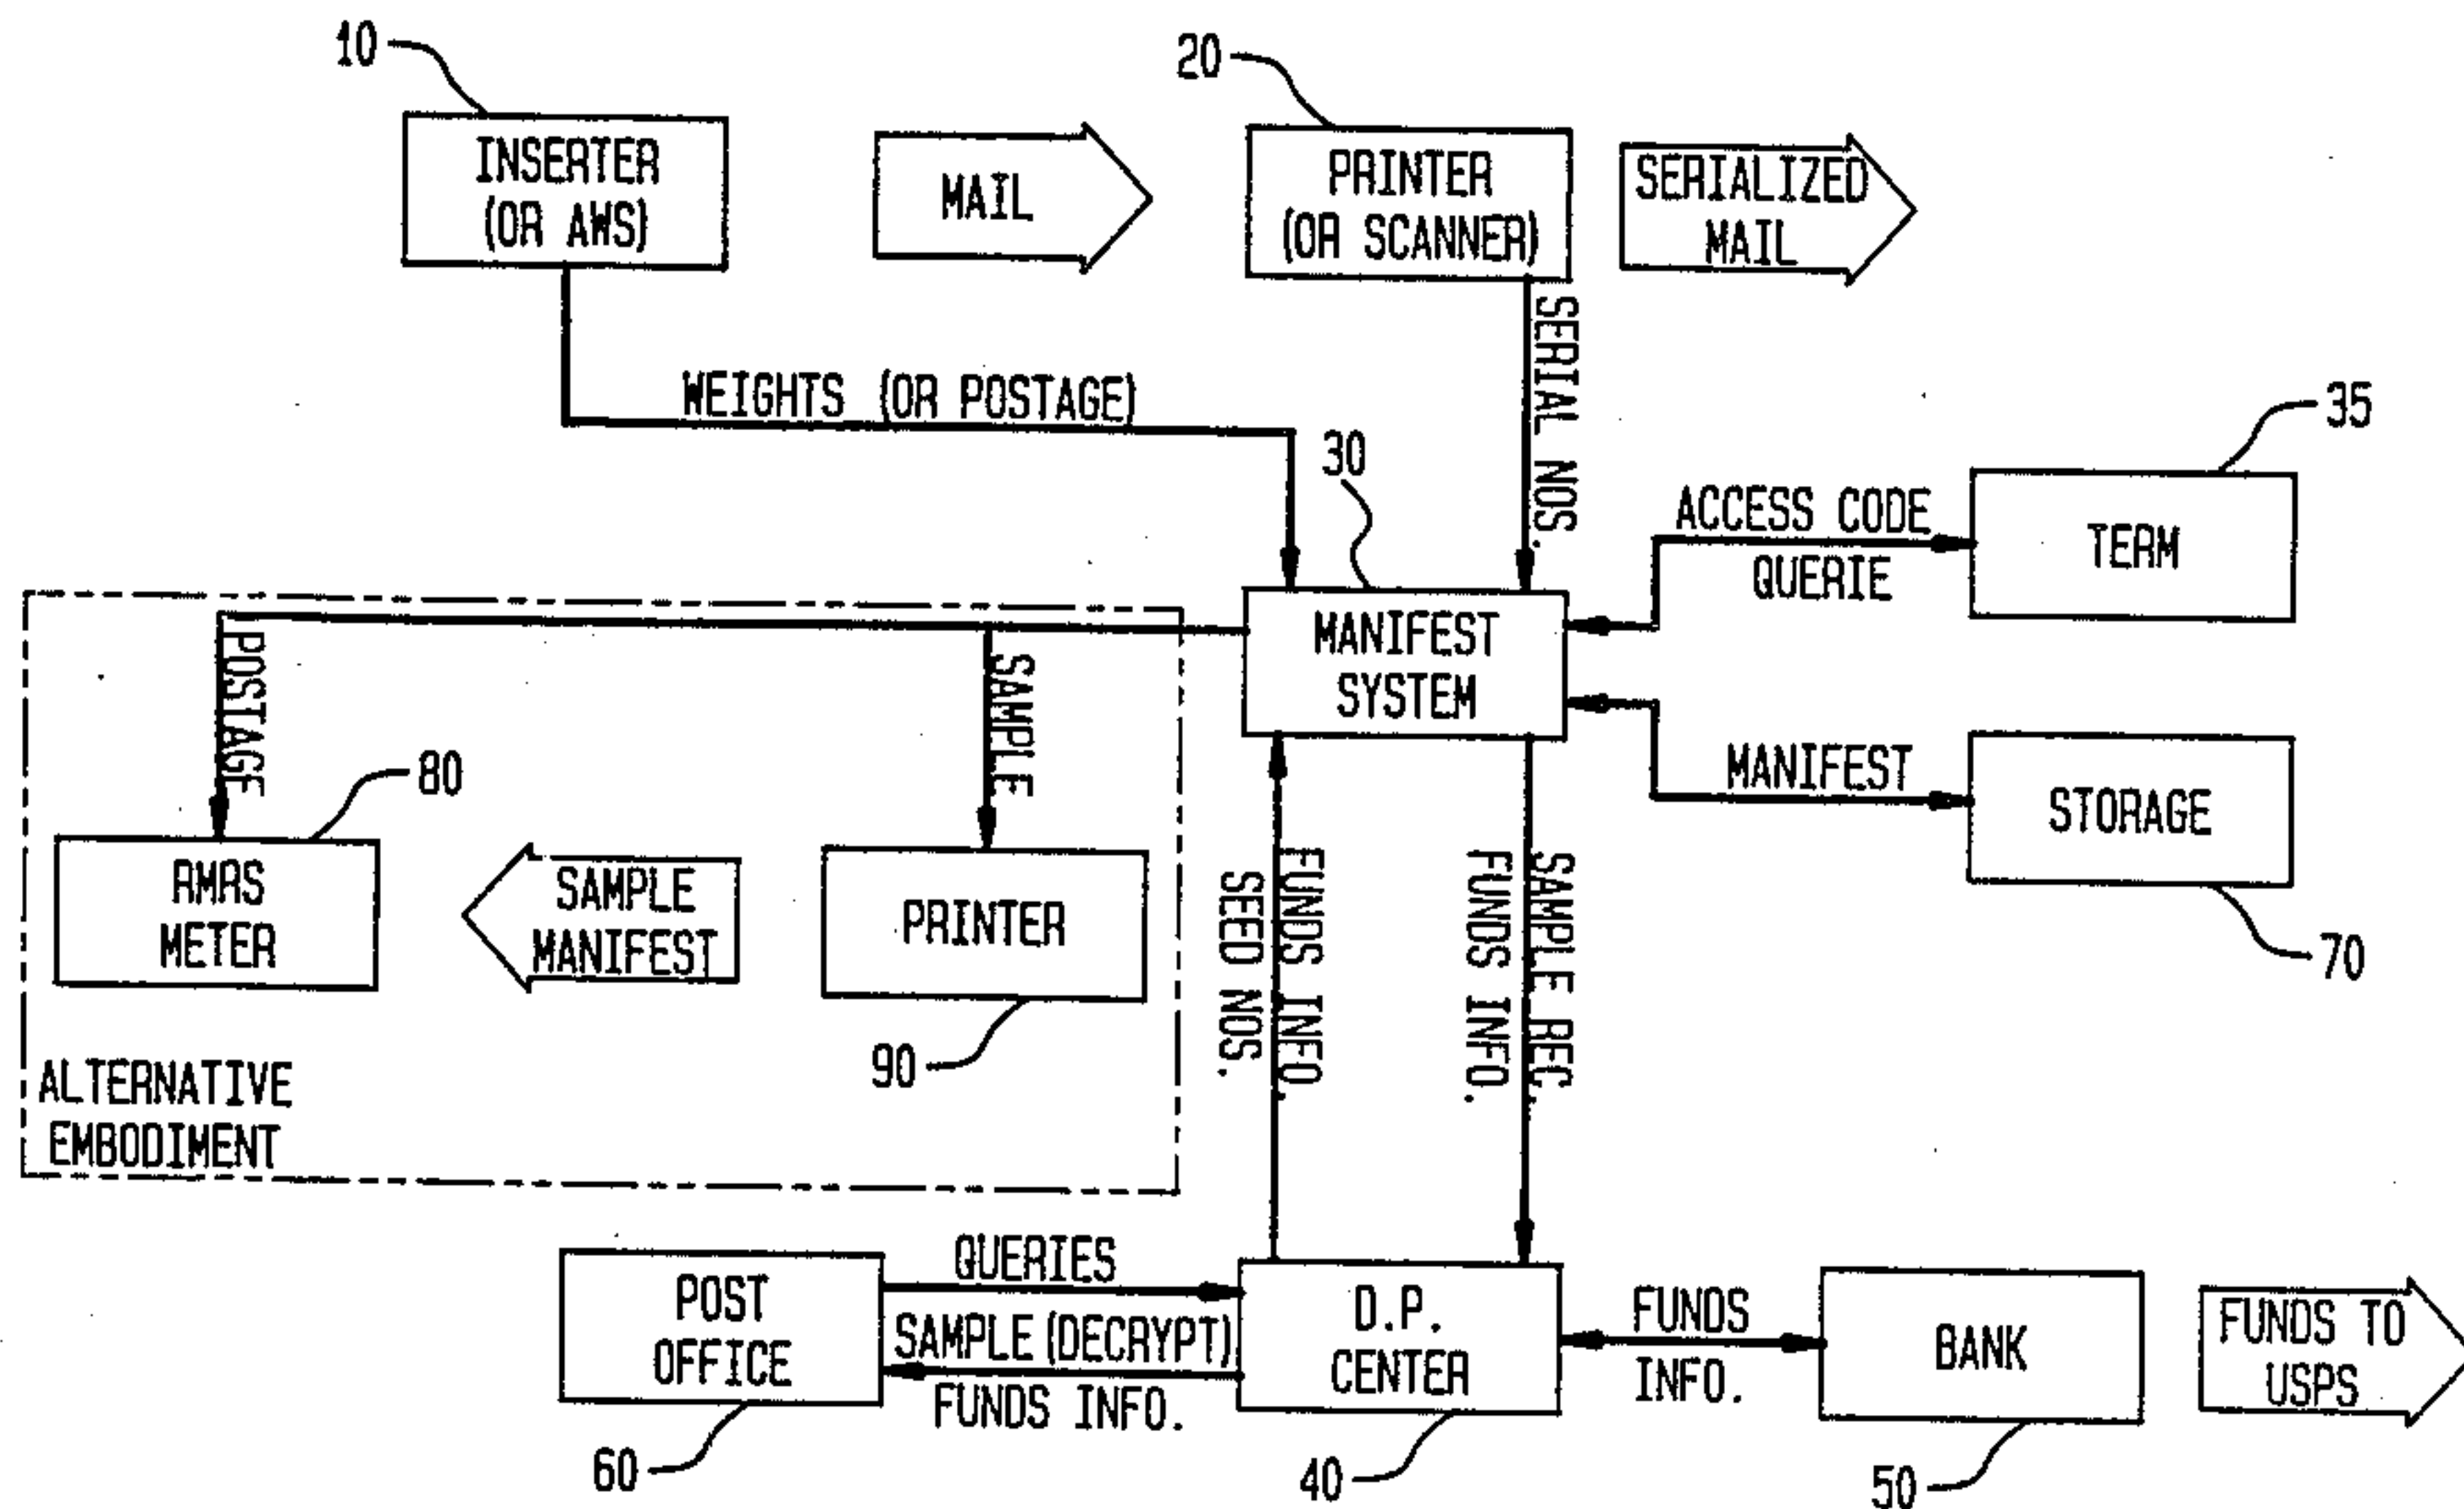 10
20
INSERTER
(OR AWS)
MAIL
PRINTER
(OR SCANNER)
SERIALIZED
MAIL
WEIGHTS (OR POSTAGE)
SERIAL NOS.
30
35
ACCESS CODE
QUERIE
TERM
MANIFEST
SYSTEM
MANIFEST
STORAGE
70
POSTAGE
SAMPLE
80
RMRS
METER
SAMPLE
MANIFEST
PRINTER
90
ALTERNATIVE
EMBODIMENT
FUNDS INFO.
SEED NOS.
SAMPLE REC.
FUNDS INFO.
POST
OFFICE
60
QUERIES
SAMPLE (DECRYPT)
FUNDS INFO.
D.P.
CENTER
40
FUNDS
INFO.
BANK
50
FUNDS TO
USPS